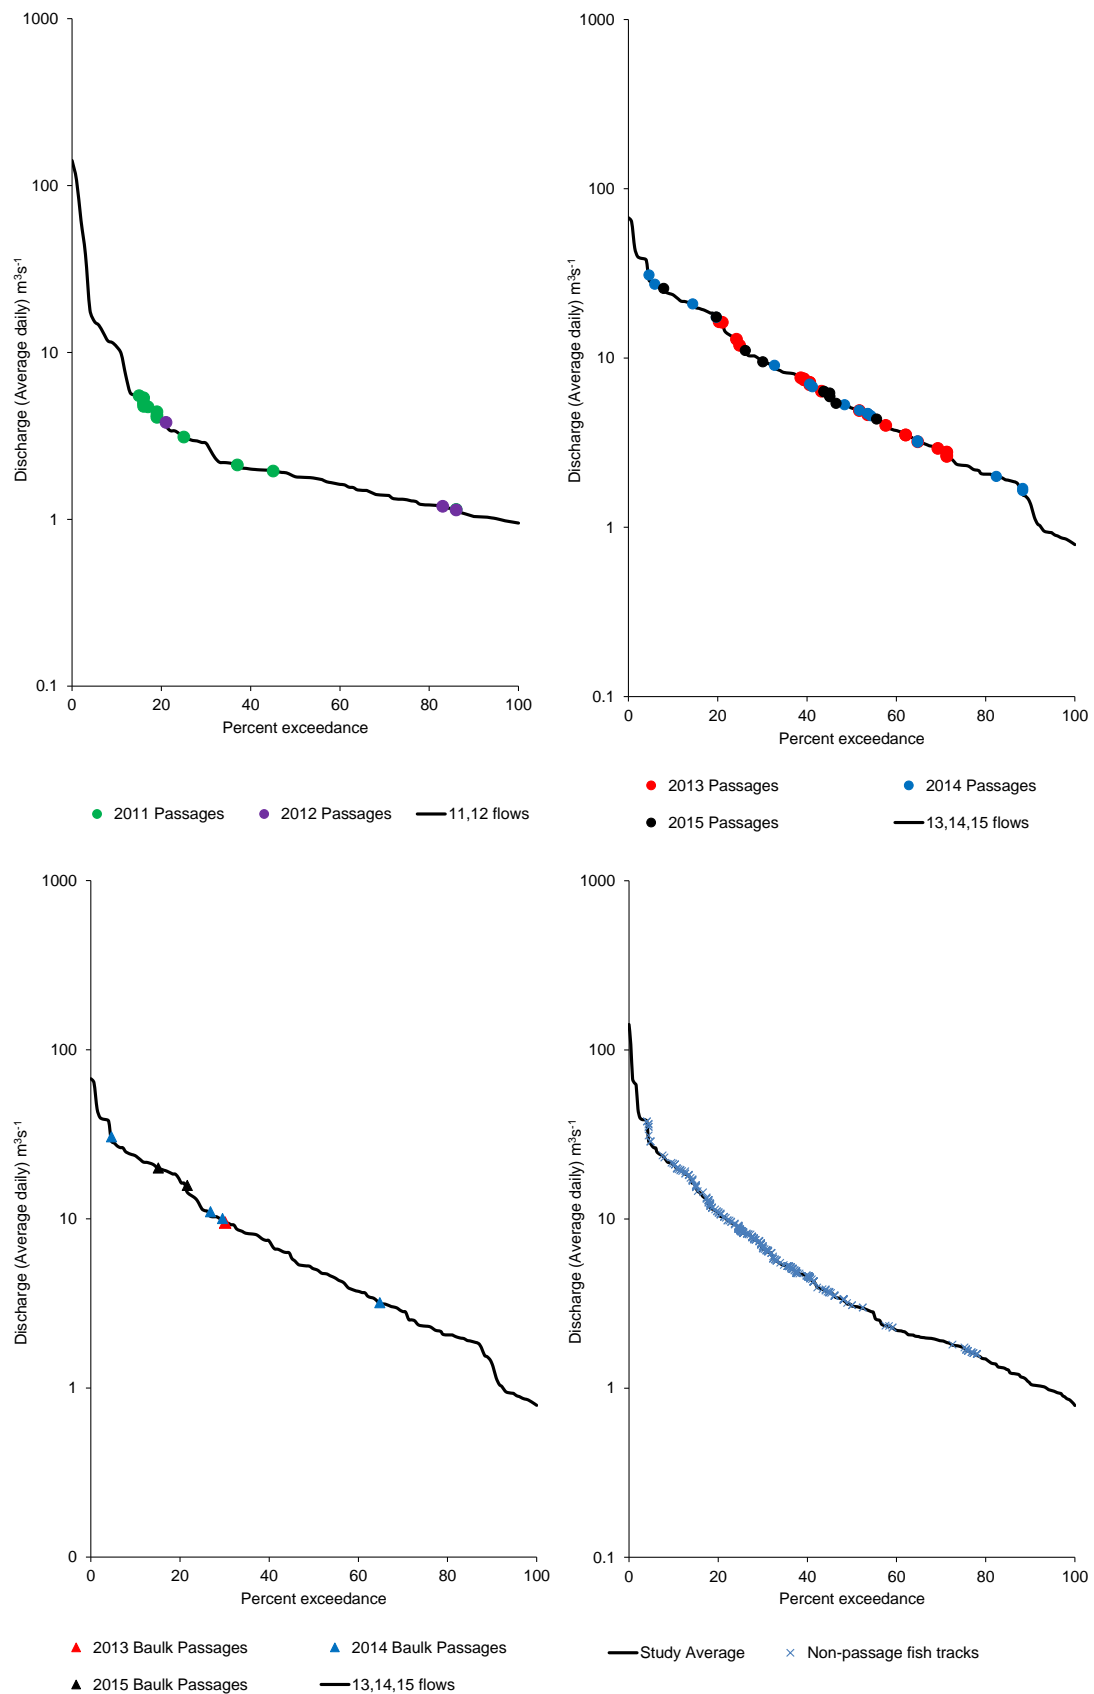 1000
100
10
1
0.1
Discharge (Average daily) m³s⁻¹
0 20 40 60 80 100
Percent exceedance
2011 Passages 2012 Passages 11,12 flows
1000
100
10
1
0.1
Discharge (Average daily) m³s⁻¹
0 20 40 60 80 100
Percent exceedance
2013 Passages 2014 Passages
2015 Passages 13,14,15 flows
1000
100
10
1
0
Discharge (Average daily) m³s⁻¹
0 20 40 60 80 100
Percent exceedance
2013 Baulk Passages 2014 Baulk Passages
2015 Baulk Passages 13,14,15 flows
1000
100
10
1
0.1
Discharge (Average daily) m³s⁻¹
0 20 40 60 80 100
Percent exceedance
Study Average Non-passage fish tracks